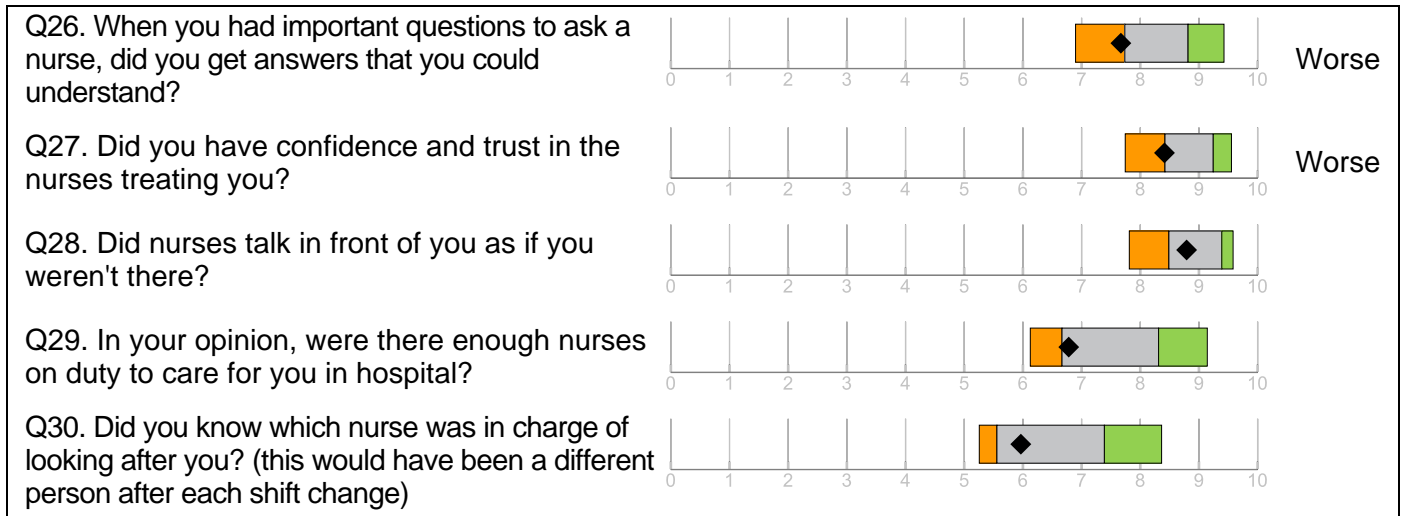 Q26. When you had important questions to ask a
nurse, did you get answers that you could
understand?
0 1 2 3 4 5 6 7 8 9 10
Worse
Q27. Did you have confidence and trust in the
nurses treating you?
0 1 2 3 4 5 6 7 8 9 10
Worse
Q28. Did nurses talk in front of you as if you
weren't there?
0 1 2 3 4 5 6 7 8 9 10
Q29. In your opinion, were there enough nurses
on duty to care for you in hospital?
0 1 2 3 4 5 6 7 8 9 10
Q30. Did you know which nurse was in charge of
looking after you? (this would have been a different
person after each shift change)
0 1 2 3 4 5 6 7 8 9 10